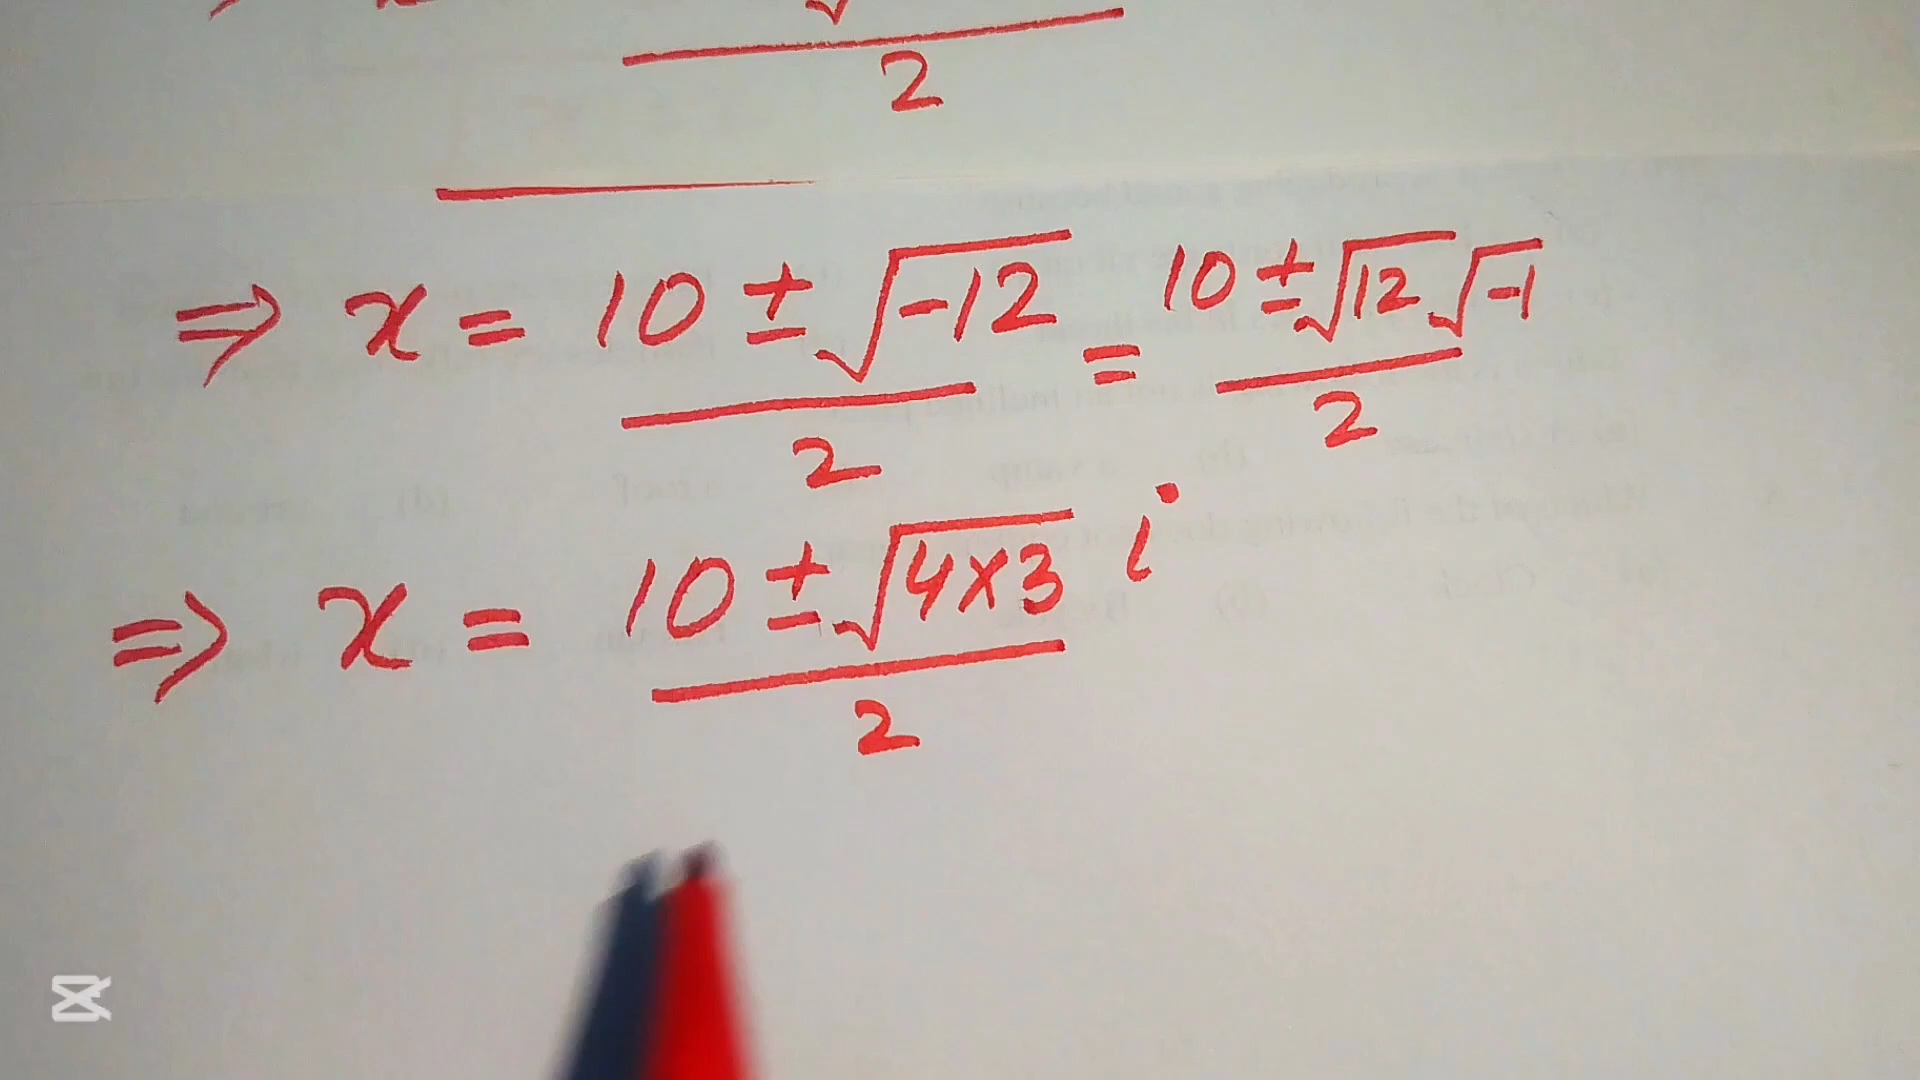 2
⇒ x = 10 ± √-12 / 2 = 10 ± √12 √-1 / 2
⇒ x = 10 ± √4×3 i / 2